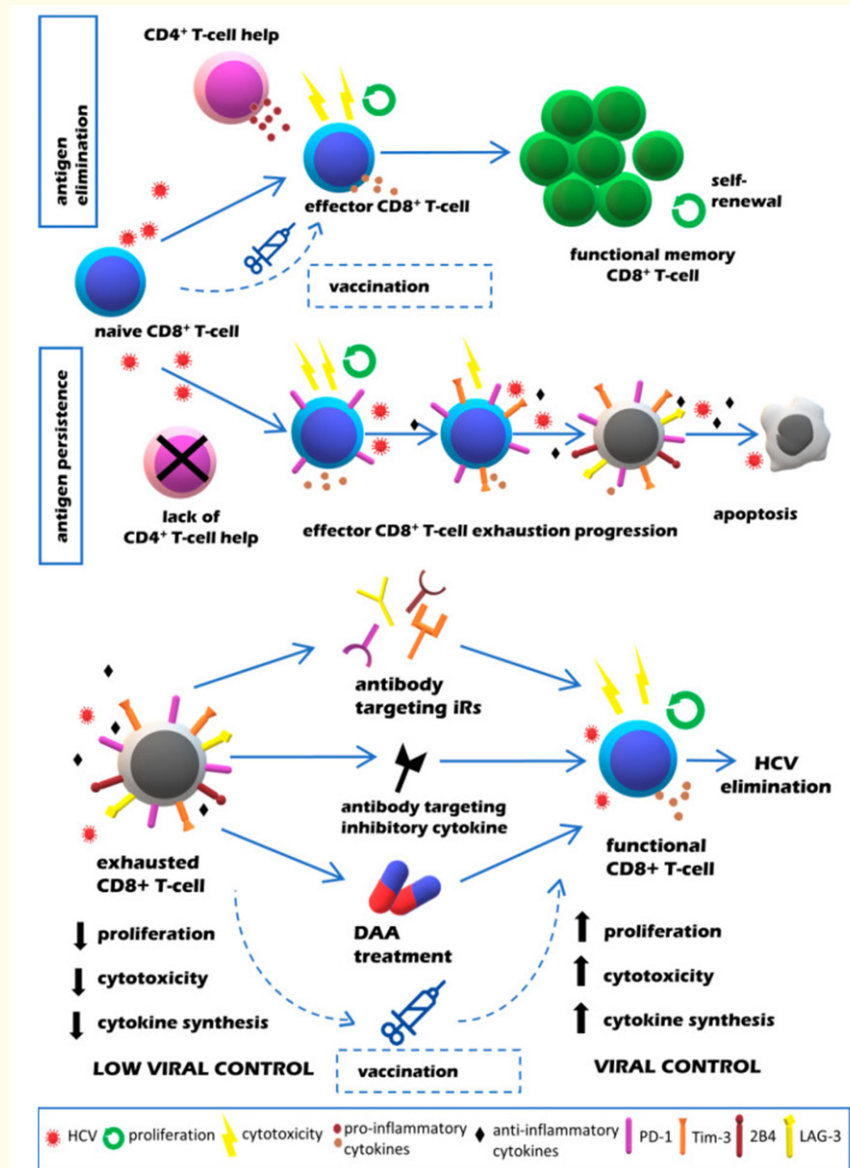 antigen
elimination
CD4⁺ T-cell help
effector CD8⁺ T-cell
self-
renewal
functional memory
CD8⁺ T-cell
vaccination
naive CD8⁺ T-cell
antigen persistence
lack of
CD4⁺ T-cell help
effector CD8⁺ T-cell exhaustion progression
apoptosis
antibody
targeting iRs
antibody targeting
inhibitory cytokine
HCV
elimination
exhausted
CD8+ T-cell
functional
CD8+ T-cell
DAA
treatment
proliferation
cytotoxicity
cytokine synthesis
LOW VIRAL CONTROL
proliferation
cytotoxicity
cytokine synthesis
VIRAL CONTROL
vaccination
HCV
proliferation
cytotoxicity
pro-inflammatory
cytokines
anti-inflammatory
cytokines
PD-1
Tim-3
2B4
LAG-3